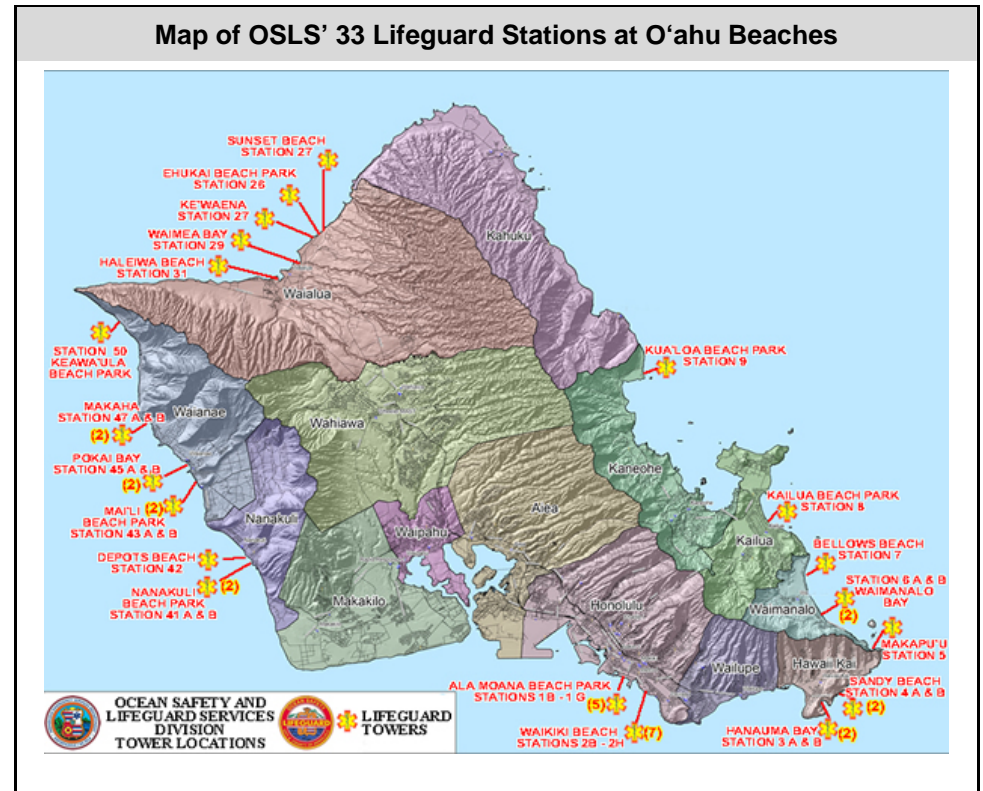 Map of OSLS' 33 Lifeguard Stations at Oʻahu Beaches
SUNSET BEACH
STATION 27
EHUKAI BEACH PARK
STATION 26
KE'WAENA
STATION 27
WAIMEA BAY
STATION 29
HALEIWA BEACH
STATION 31
Kahuku
Waialua
STATION 50
KEAWA'ULA
BEACH PARK
KUA'LOA BEACH PARK
STATION 9
MAKAHA
STATION 47 A & B
(2)
Waianae
Wahiawa
POKAI BAY
STATION 45 A & B
(2)
Kaneohe
MAI'LI
BEACH PARK
STATION 43 A & B
(2)
Nanakuli
Waipahu
Aiea
KAILUA BEACH PARK
STATION 8
Kailua
BELLOWS BEACH
STATION 7
DEPOTS BEACH
STATION 42
NANAKULI
BEACH PARK
STATION 41 A & B
(2)
Makakilo
Honolulu
Waimanalo
STATION 6 A & B
WAIMANALO
BAY
(2)
MAKAPU'U
STATION 5
Wailupe
Hawaii Kai
SANDY BEACH
STATION 4 A & B
(2)
ALA MOANA BEACH PARK
STATIONS 1B - 1 G
(5)
WAIKIKI BEACH
STATIONS 2B - 2H
(7)
HANAUMA BAY
STATION 3 A & B
(2)
OCEAN SAFETY AND
LIFEGUARD SERVICES
DIVISION
TOWER LOCATIONS
LIFEGUARD
LIFEGUARD
TOWERS